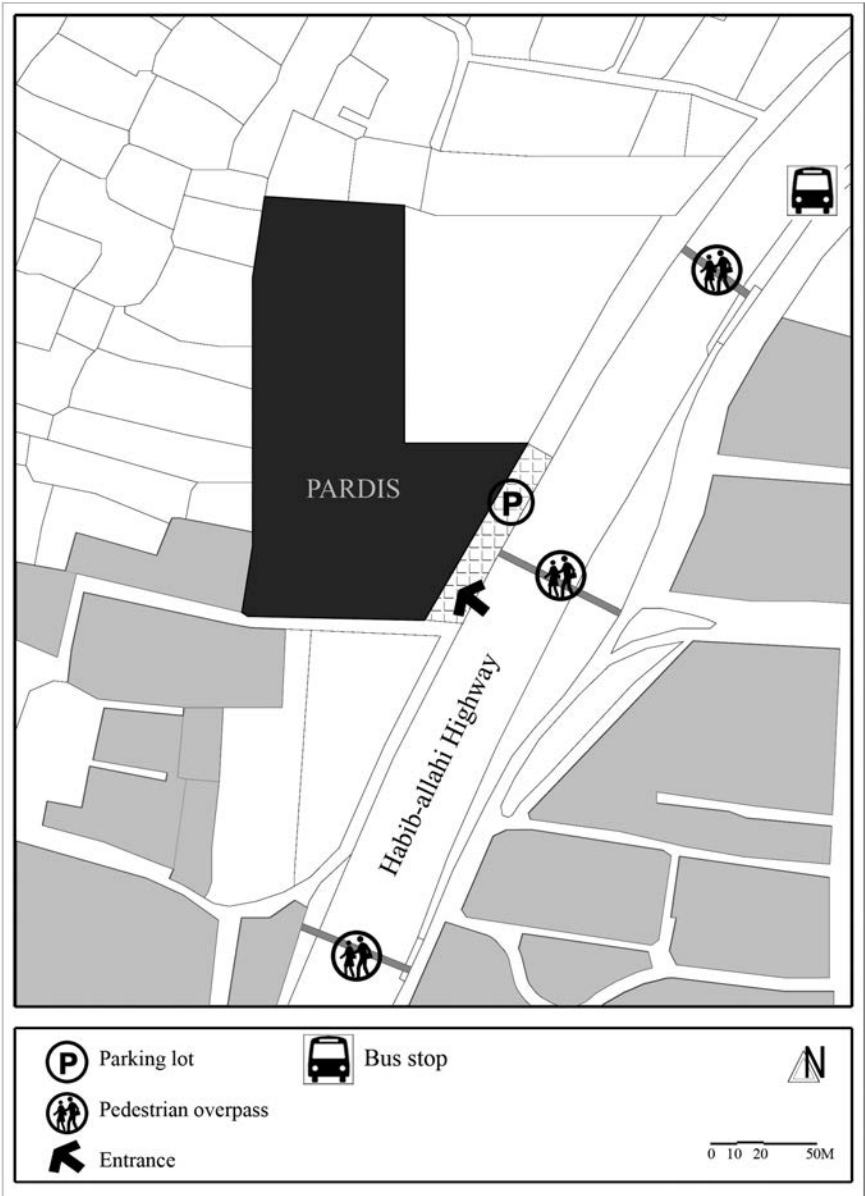 PARDIS
P
Habib-allahi Highway
P Parking lot
Bus stop
Pedestrian overpass
Entrance
N
0 10 20 50M